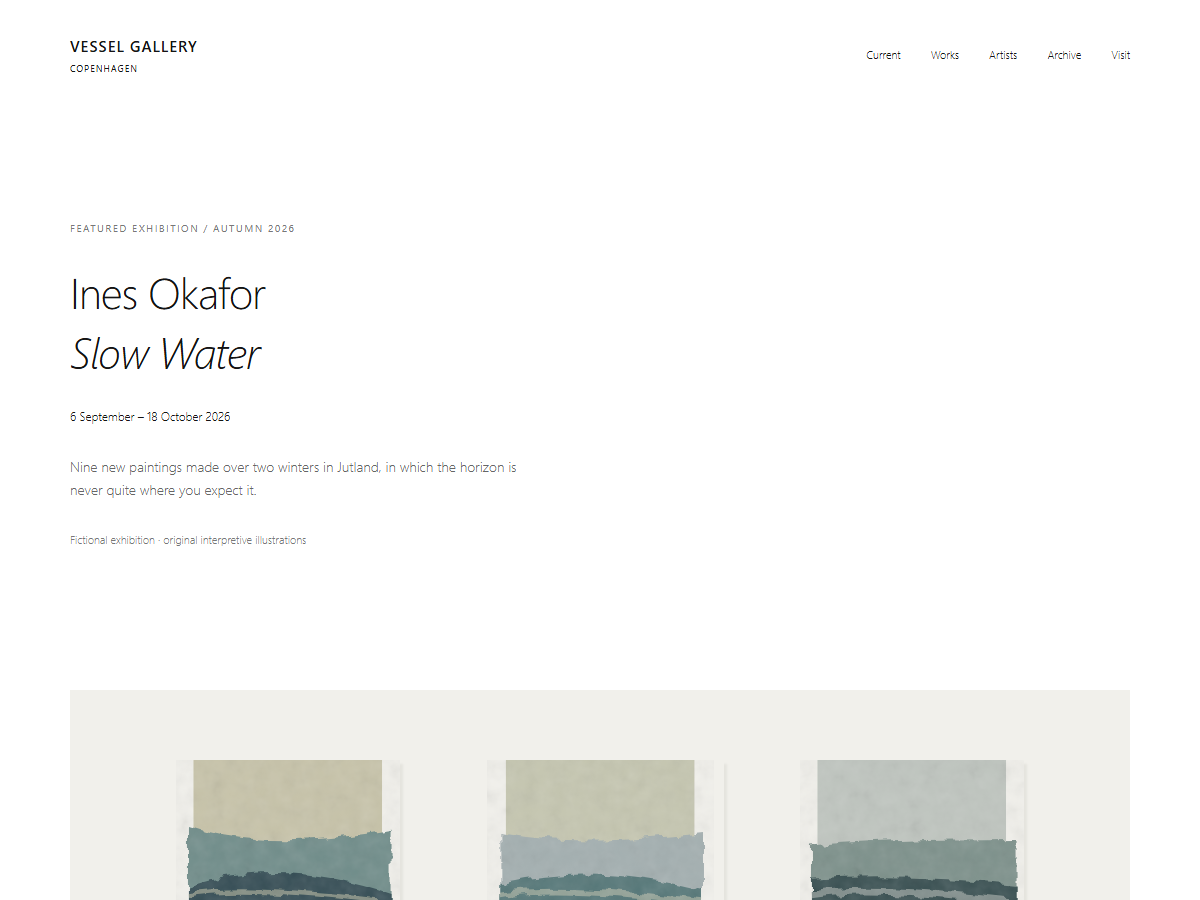 VESSEL GALLERY
COPENHAGEN
Current
Works
Artists
Archive
Visit
FEATURED EXHIBITION / AUTUMN 2026
Ines Okafor
Slow Water
6 September – 18 October 2026
Nine new paintings made over two winters in Jutland, in which the horizon is
never quite where you expect it.
Fictional exhibition · original interpretive illustrations